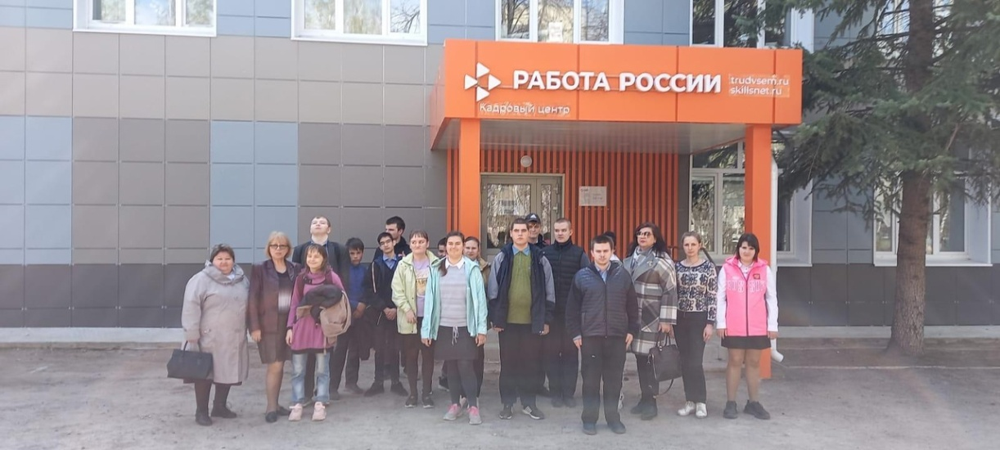 РАБОТА РОССИИ
trudvsem.ru
skillsnet.ru
Кадровый центр